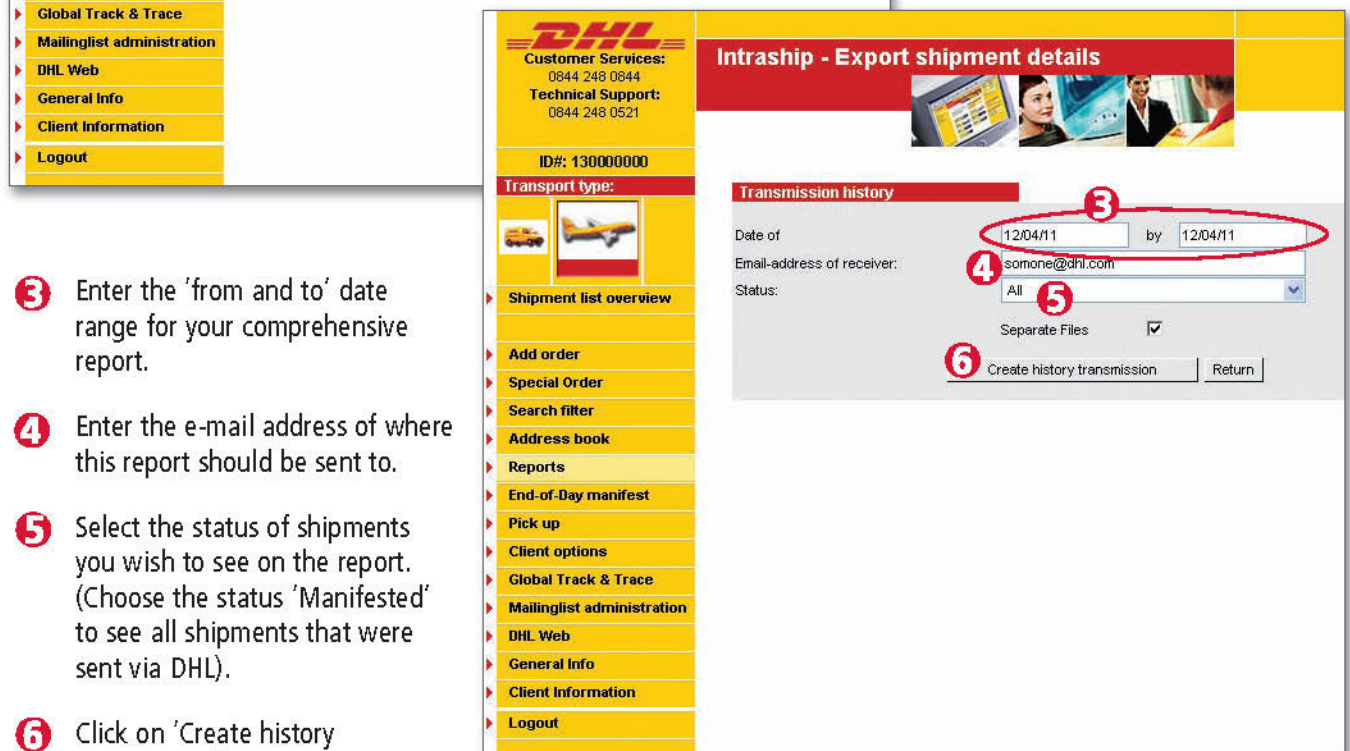 Global Track & Trace
Mailinglist administration
DHL Web
General Info
Client Information
Logout
3 Enter the ‘from and to’ date
range for your comprehensive
report.
4 Enter the e-mail address of where
this report should be sent to.
5 Select the status of shipments
you wish to see on the report.
(Choose the status ‘Manifested’
to see all shipments that were
sent via DHL).
6 Click on ‘Create history
DHL
Customer Services:
0844 248 0844
Technical Support:
0844 248 0521
ID#: 130000000
Transport type:
Shipment list overview
Add order
Special Order
Search filter
Address book
Reports
End-of-Day manifest
Pick up
Client options
Global Track & Trace
Mailinglist administration
DHL Web
General Info
Client Information
Logout
Intraship - Export shipment details
Transmission history
3
Date of 12/04/11 by 12/04/11
Email-address of receiver: 4 somone@dhl.com
Status: All 5
Separate Files
6 Create history transmission Return